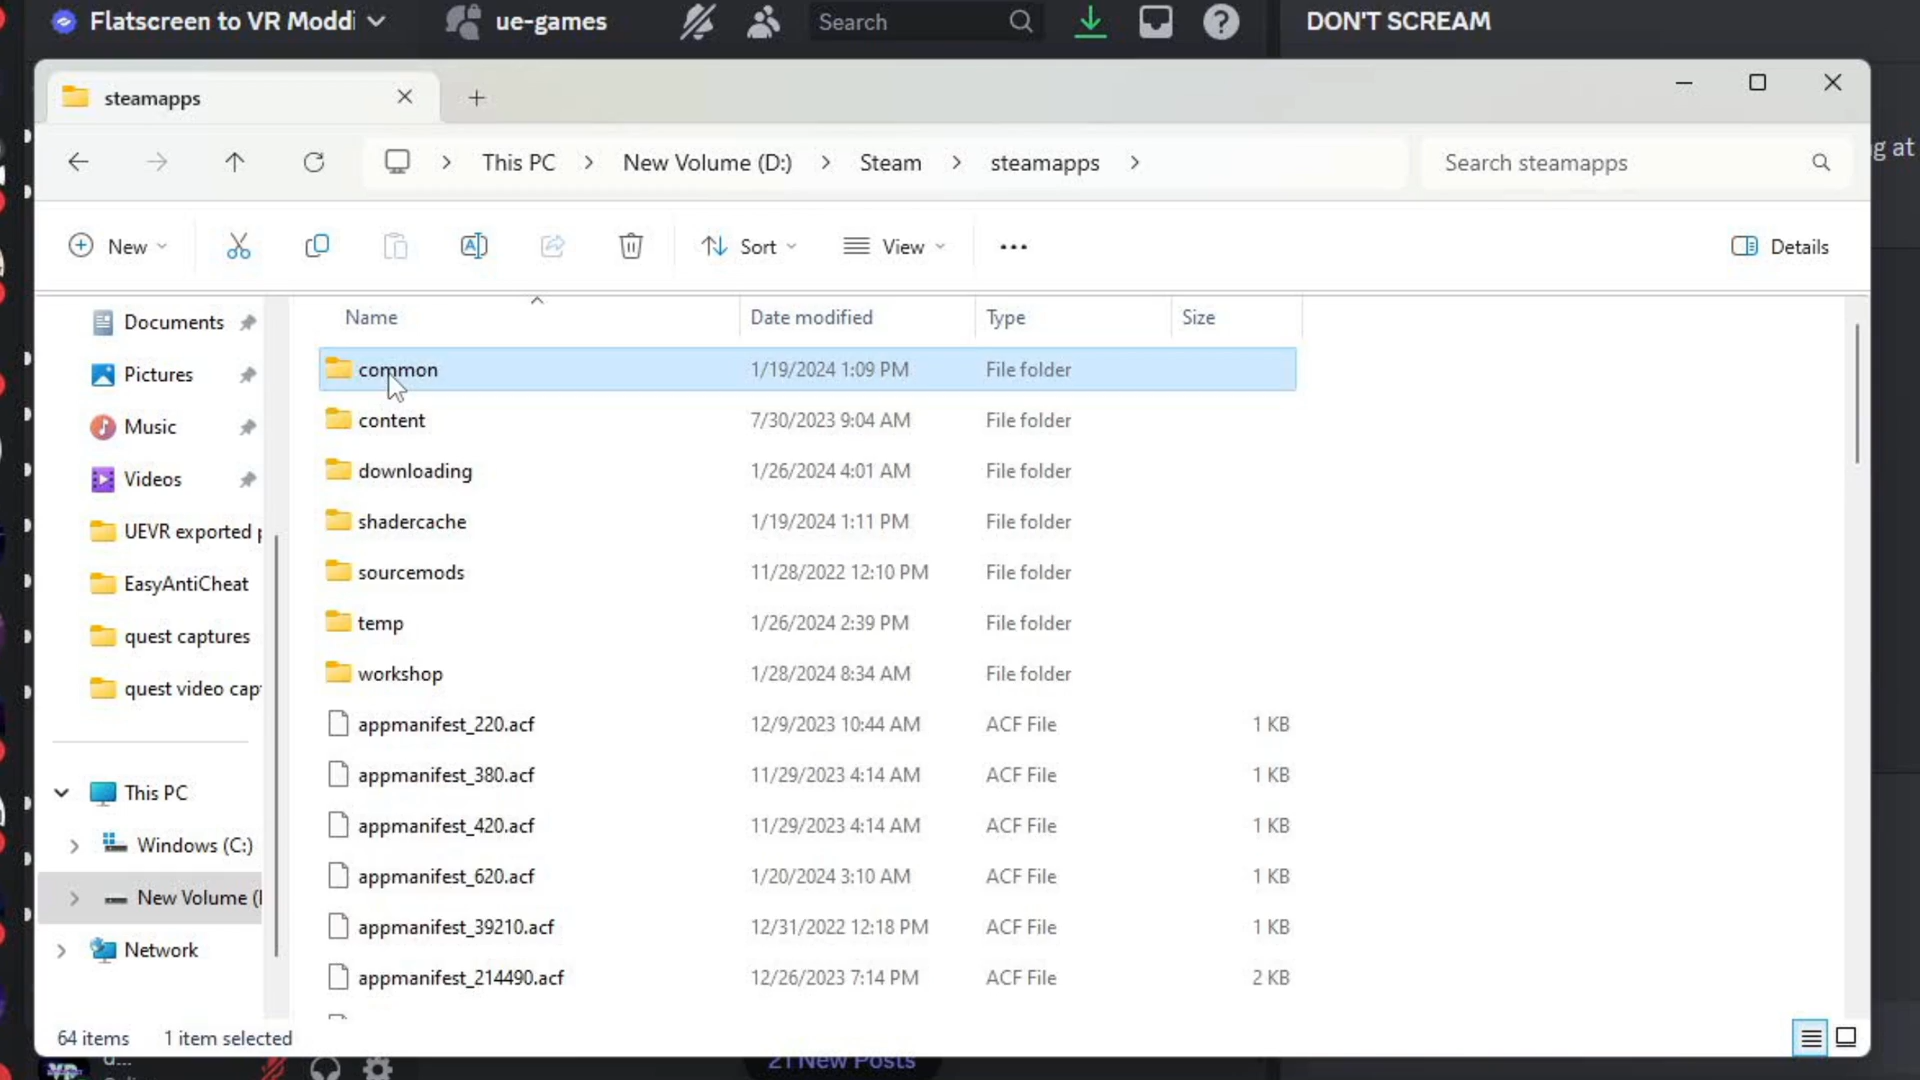 Flatscreen to VR Moddi
ue-games
Search
DON'T SCREAM
steamapps
g at
This PC > New Volume (D:) > Steam > steamapps >
Search steamapps
New
Sort
View
Details
Name
Date modified
Type
Size
Documents
Pictures
Music
Videos
UEVR exported p
EasyAntiCheat
quest captures
quest video cap
This PC
Windows (C:)
New Volume (
Network
common 1/19/2024 1:09 PM File folder
content 7/30/2023 9:04 AM File folder
downloading 1/26/2024 4:01 AM File folder
shadercache 1/19/2024 1:11 PM File folder
sourcemods 11/28/2022 12:10 PM File folder
temp 1/26/2024 2:39 PM File folder
workshop 1/28/2024 8:34 AM File folder
appmanifest_220.acf 12/9/2023 10:44 AM ACF File 1 KB
appmanifest_380.acf 11/29/2023 4:14 AM ACF File 1 KB
appmanifest_420.acf 11/29/2023 4:14 AM ACF File 1 KB
appmanifest_620.acf 1/20/2024 3:10 AM ACF File 1 KB
appmanifest_39210.acf 12/31/2022 12:18 PM ACF File 1 KB
appmanifest_214490.acf 12/26/2023 7:14 PM ACF File 2 KB
64 items
1 item selected
21 New Posts